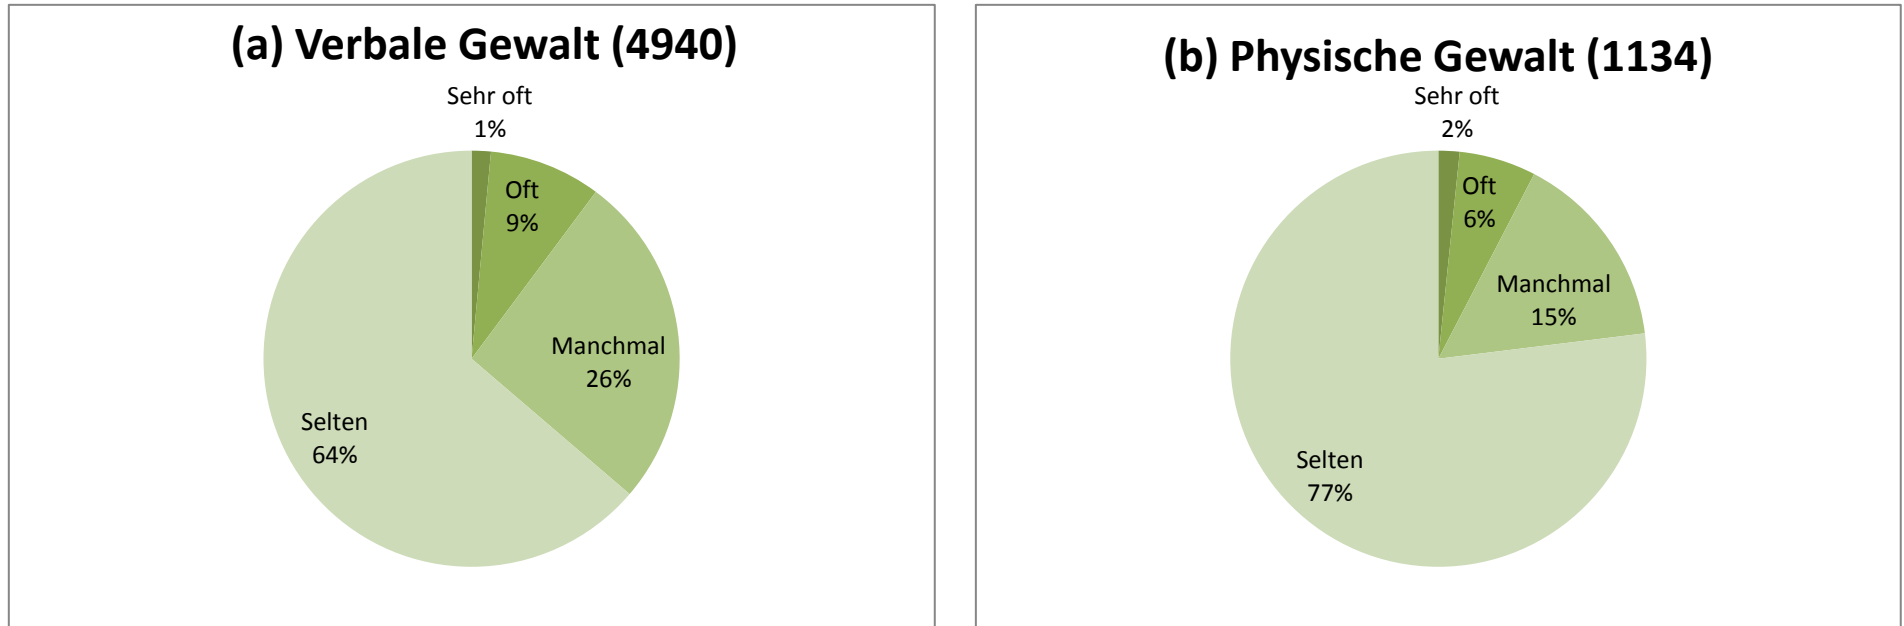 (a) Verbale Gewalt (4940)
Sehr oft
1%
Oft
9%
Manchmal
26%
Selten
64%
(b) Physische Gewalt (1134)
Sehr oft
2%
Oft
6%
Manchmal
15%
Selten
77%